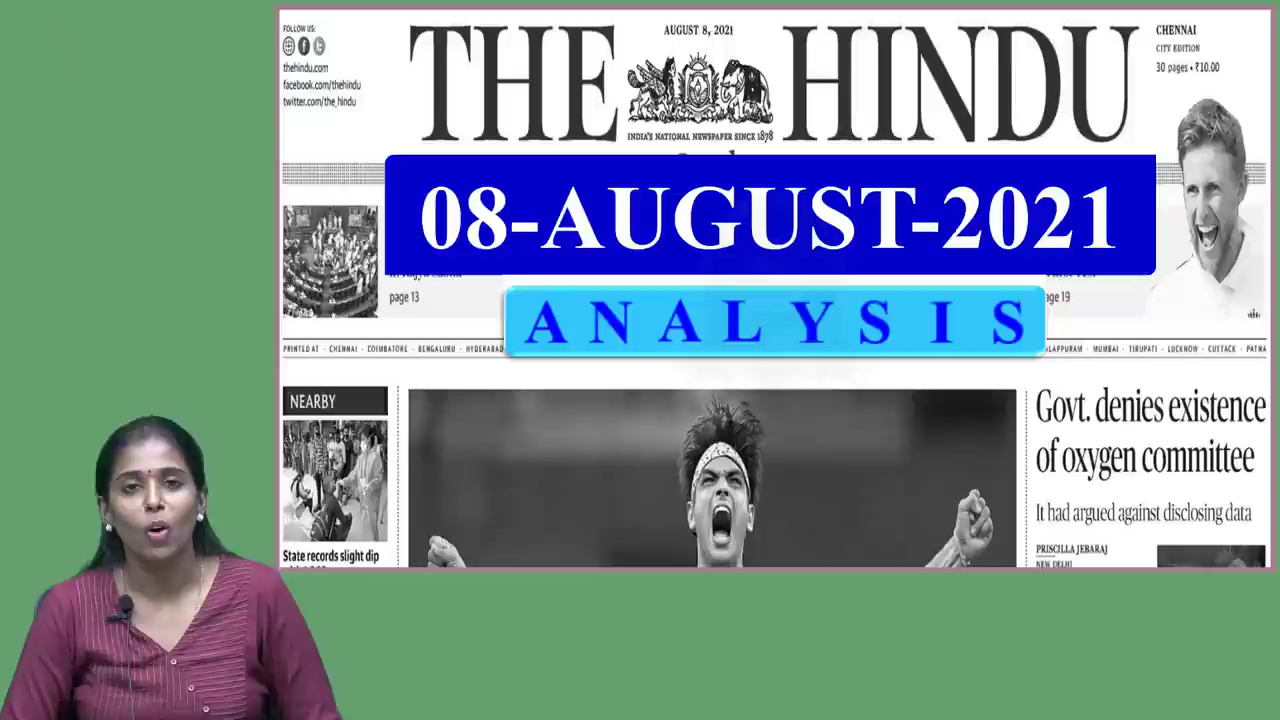 FOLLOW US:
thehindu.com
facebook.com/thehindu
twitter.com/the_hindu
THE HINDU
AUGUST 8, 2021
INDIA'S NATIONAL NEWSPAPER SINCE 1878
CHENNAI
CITY EDITION
30 pages • ₹10.00
08-AUGUST-2021
page 13
age 19
ANALYSIS
PRINTED AT · CHENNAI · COIMBATORE · BENGALURU · HYDERABAD
ALAPPURAM · MUMBAI · TIRUPATI · LUCKNOW · CUTTACK · PATNA
NEARBY
State records slight dip
Govt. denies existence
of oxygen committee
It had argued against disclosing data
PRISCILLA JEBARAJ
NEW DELHI